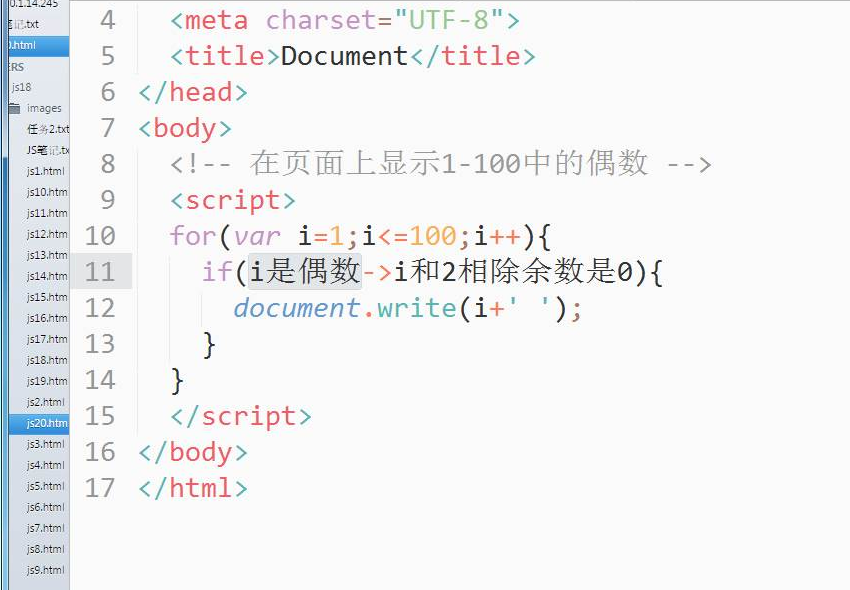 0.1.14.245
笔记.txt
0.html
ERS
js18
images
任务2.txt
JS笔记.tx
js1.html
js10.htm
js11.htm
js12.htm
js13.htm
js14.htm
js15.htm
js16.htm
js17.htm
js18.htm
js19.htm
js2.html
js20.htm
js3.html
js4.html
js5.html
js6.html
js7.html
js8.html
js9.html
4 <meta charset="UTF-8">
5 <title>Document</title>
6 </head>
7 <body>
8 <!-- 在页面上显示1-100中的偶数 -->
9 <script>
10 for(var i=1;i<=100;i++){
11 if(i是偶数->i和2相除余数是0){
12 document.write(i+' ');
13 }
14 }
15 </script>
16 </body>
17 </html>